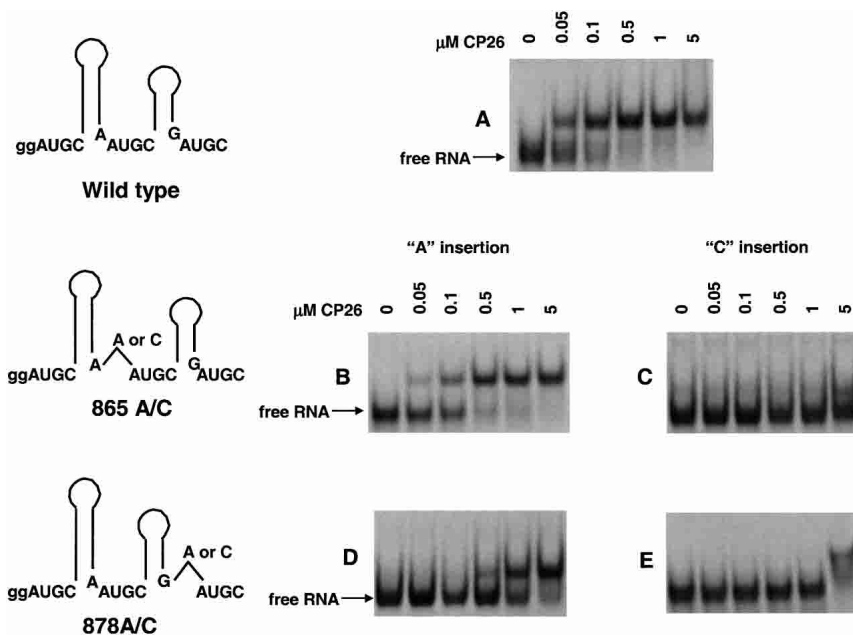 μM CP26 0 0.05 0.1 0.5 1 5
A
free RNA
ggAUGC A AUGC G AUGC
Wild type
"A" insertion "C" insertion
μM CP26 0 0.05 0.1 0.5 1 5 0 0.05 0.1 0.5 1 5
A or C
B C
ggAUGC A AUGC G AUGC
free RNA
865 A/C
A or C
D E
ggAUGC A AUGC G AUGC
free RNA
878A/C